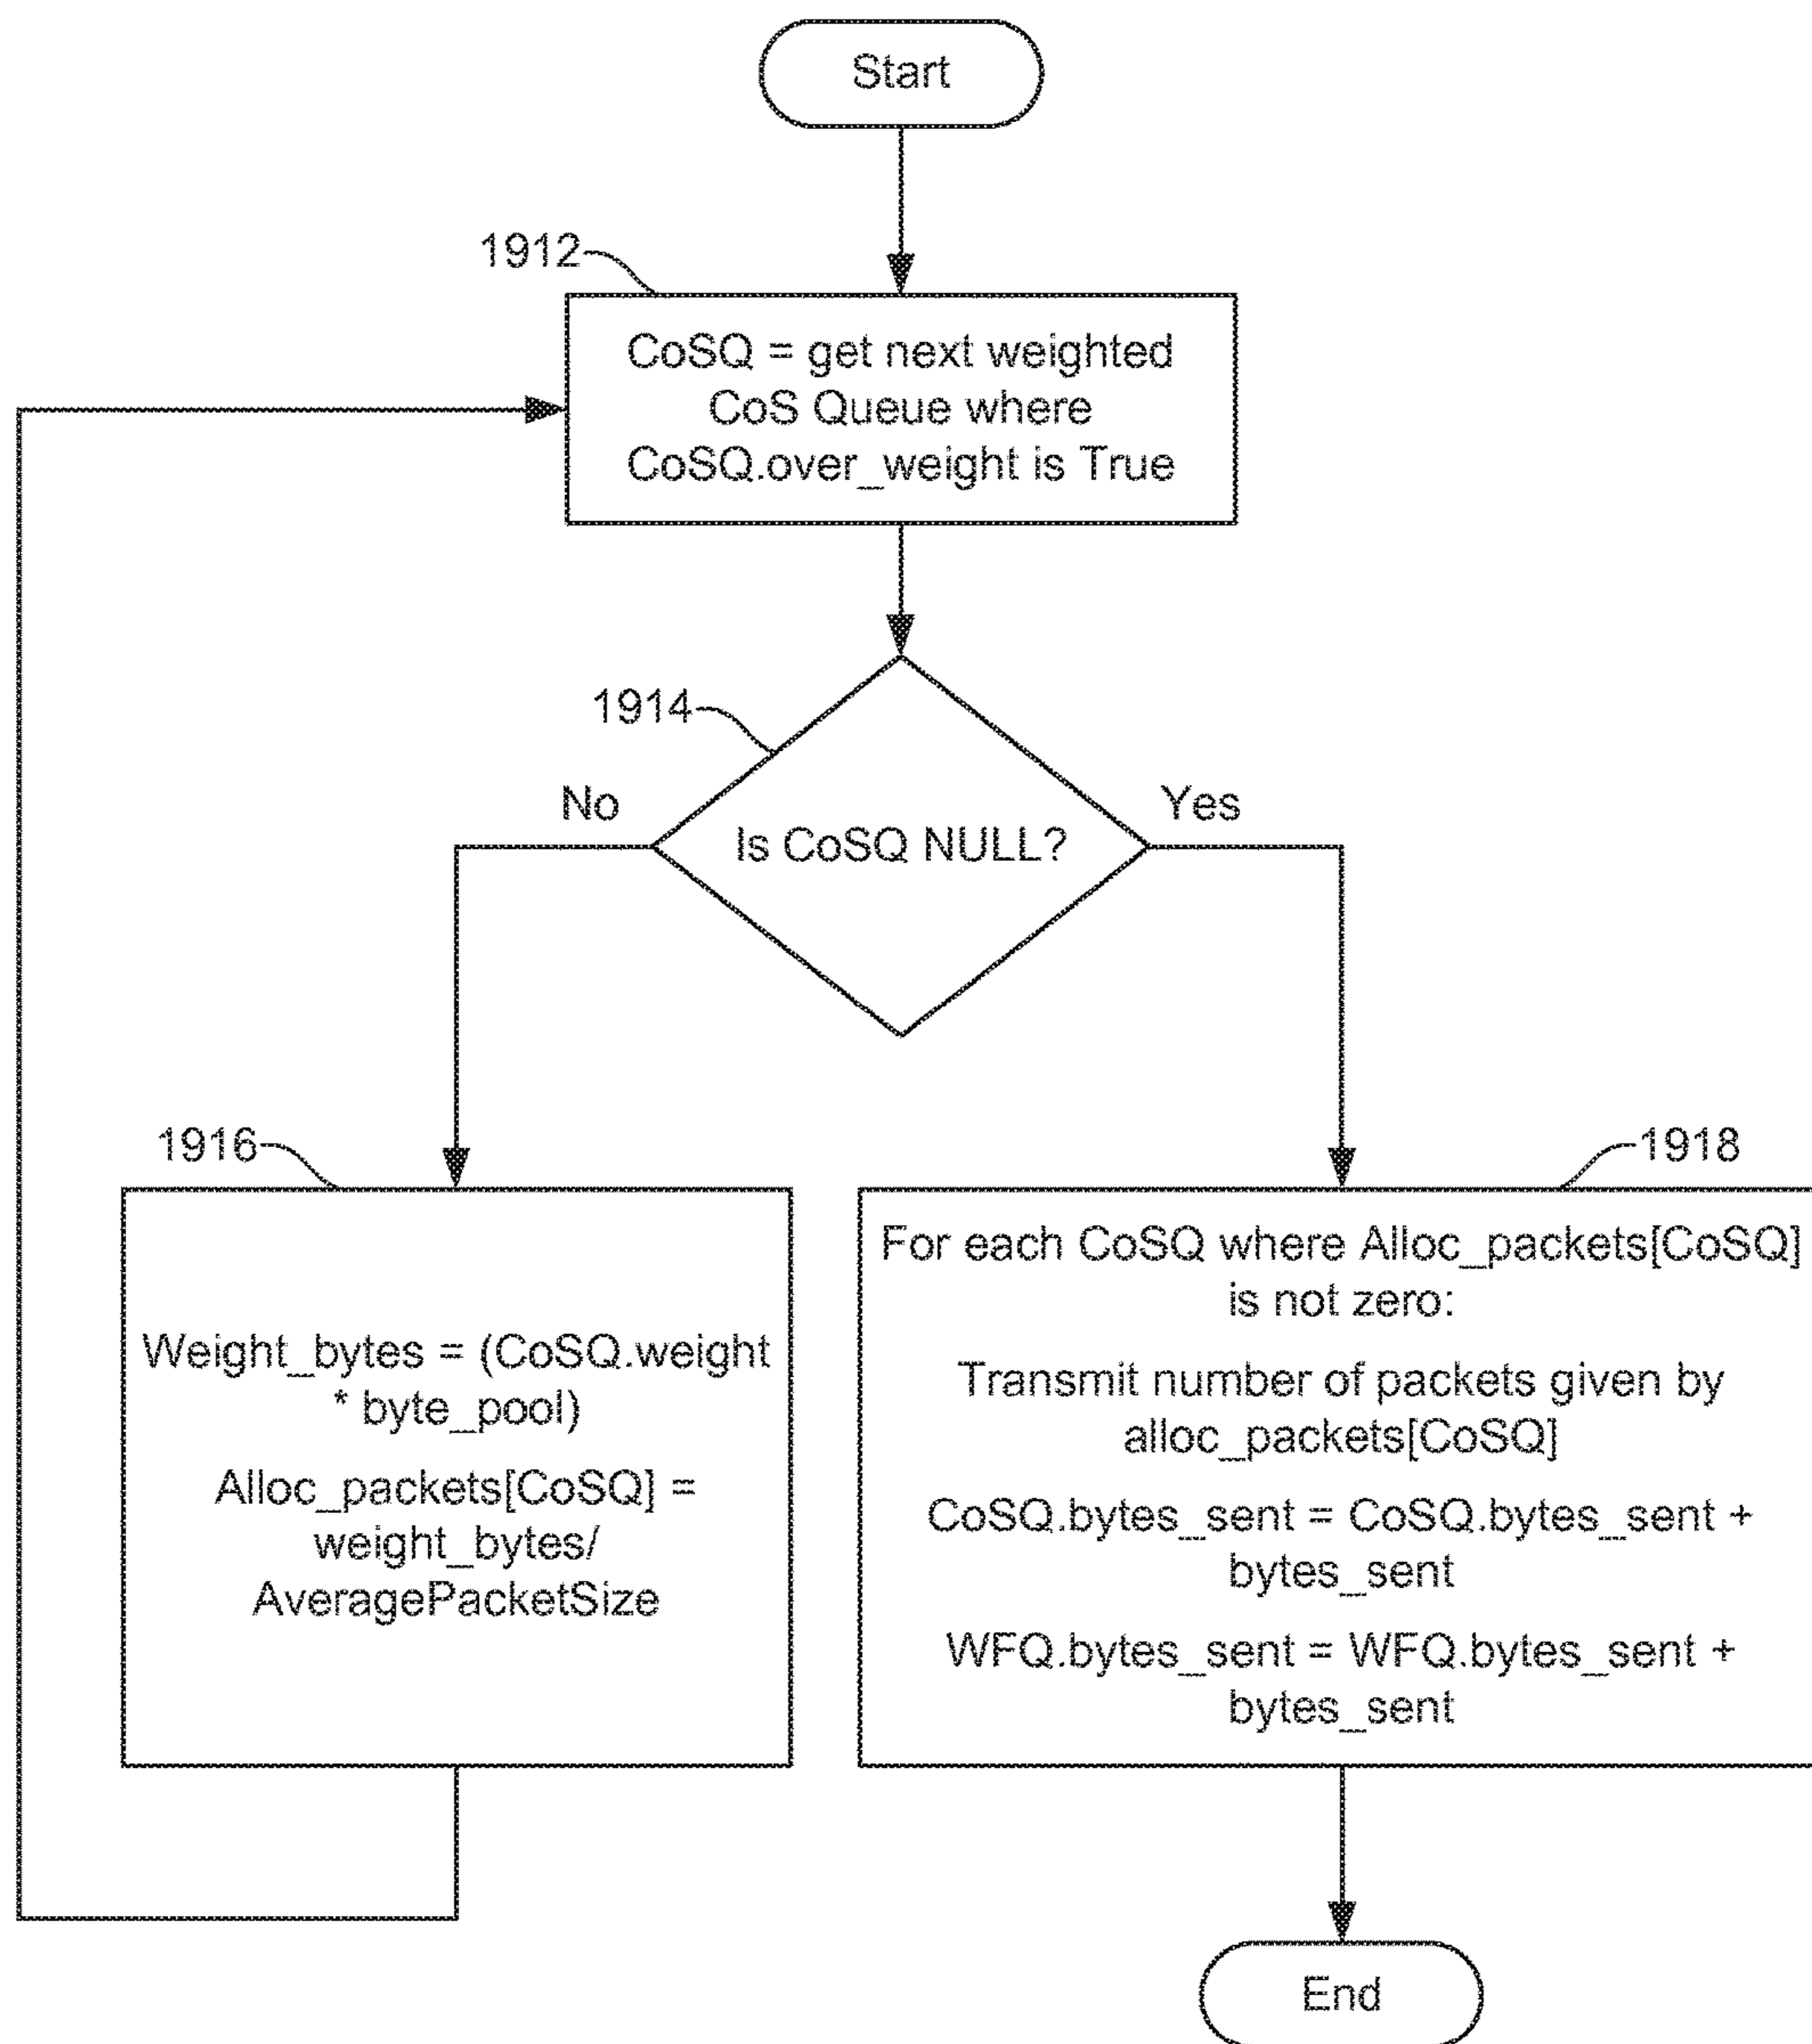 Start
1912
CoSQ = get next weighted
CoS Queue where
CoSQ.over_weight is True
1914
No
Yes
Is CoSQ NULL?
1916
1918
Weight_bytes = (CoSQ.weight
* byte_pool)
Alloc_packets[CoSQ] =
weight_bytes/
AveragePacketSize
For each CoSQ where Alloc_packets[CoSQ]
is not zero:
Transmit number of packets given by
alloc_packets[CoSQ]
CoSQ.bytes_sent = CoSQ.bytes_sent +
bytes_sent
WFQ.bytes_sent = WFQ.bytes_sent +
bytes_sent
End